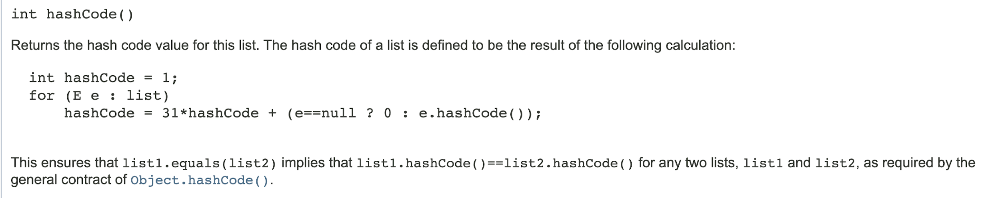 int hashCode()
Returns the hash code value for this list. The hash code of a list is defined to be the result of the following calculation:
int hashCode = 1;
for (E e : list)
hashCode = 31*hashCode + (e==null ? 0 : e.hashCode());
This ensures that list1.equals(list2) implies that list1.hashCode()==list2.hashCode() for any two lists, list1 and list2, as required by the
general contract of Object.hashCode().